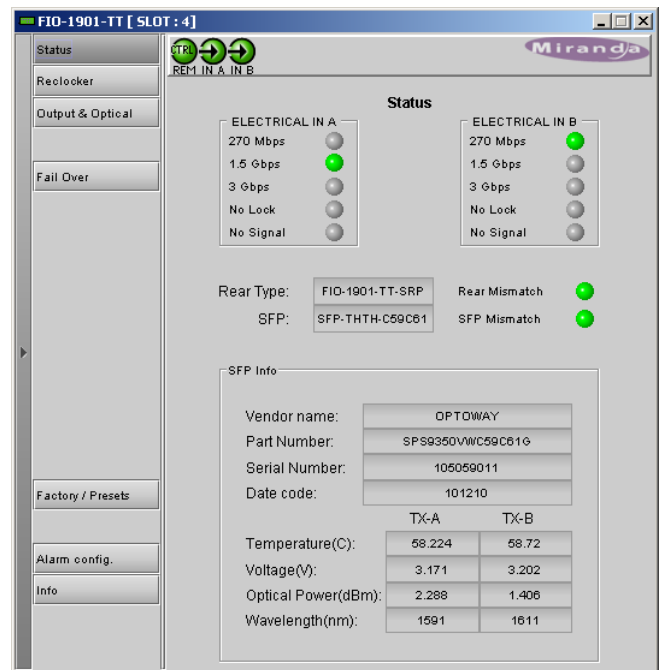 FIO-1901-TT [ SLOT : 4]
Status
Reclocker
Output & Optical
Fail Over
Factory / Presets
Alarm config.
Info
CTRL
REM IN A IN B
Miranda
Status
ELECTRICAL IN A
270 Mbps
1.5 Gbps
3 Gbps
No Lock
No Signal
ELECTRICAL IN B
270 Mbps
1.5 Gbps
3 Gbps
No Lock
No Signal
Rear Type: FIO-1901-TT-SRP Rear Mismatch
SFP: SFP-THTH-C59C61 SFP Mismatch
SFP Info
Vendor name: OPTOWAY
Part Number: SPS9350VWC59C61G
Serial Number: 105059011
Date code: 101210
TX-A TX-B
Temperature(C): 58.224 58.72
Voltage(V): 3.171 3.202
Optical Power(dBm): 2.288 1.406
Wavelength(nm): 1591 1611